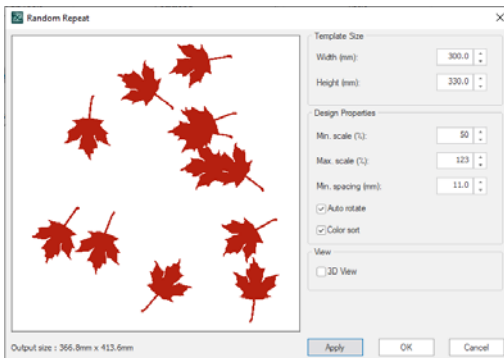 Random Repeat
Template Size
Width (mm): 300.0
Height (mm): 330.0
Design Properties
Min. scale (%): 50
Max. scale (%): 123
Min. spacing (mm): 11.0
Auto rotate
Color sort
View
3D View
Output size : 366.8mm x 413.6mm
Apply OK Cancel